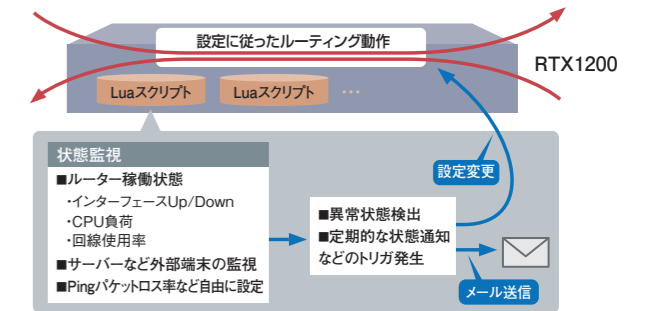 設定に従ったルーティング動作
RTX1200
Luaスクリプト
Luaスクリプト
…
状態監視
■ルーター稼働状態
・インターフェースUp/Down
・CPU負荷
・回線使用率
■サーバーなど外部端末の監視
■Pingパケットロス率など自由に設定
■異常状態検出
■定期的な状態通知
などのトリガ発生
設定変更
メール送信